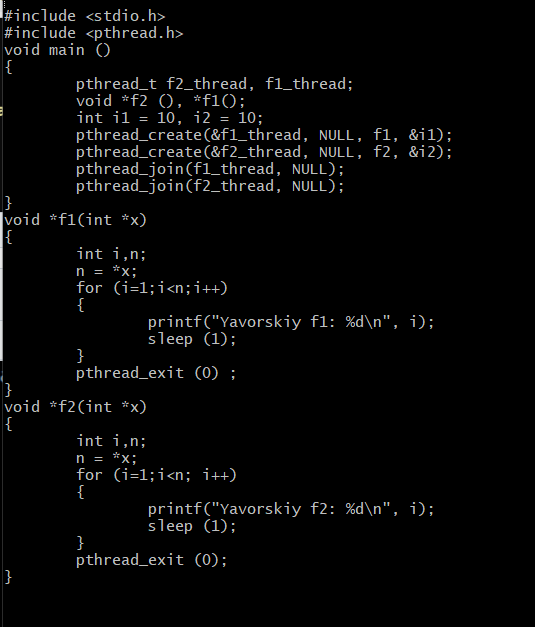 #include <stdio.h>
#include <pthread.h>
void main ()
{
        pthread_t f2_thread, f1_thread;
        void *f2 (), *f1();
        int i1 = 10, i2 = 10;
        pthread_create(&f1_thread, NULL, f1, &i1);
        pthread_create(&f2_thread, NULL, f2, &i2);
        pthread_join(f1_thread, NULL);
        pthread_join(f2_thread, NULL);
}
void *f1(int *x)
{
        int i,n;
        n = *x;
        for (i=1;i<n;i++)
        {
                printf("Yavorskiy f1: %d\n", i);
                sleep (1);
        }
        pthread_exit (0) ;
}
void *f2(int *x)
{
        int i,n;
        n = *x;
        for (i=1;i<n; i++)
        {
                printf("Yavorskiy f2: %d\n", i);
                sleep (1);
        }
        pthread_exit (0);
}